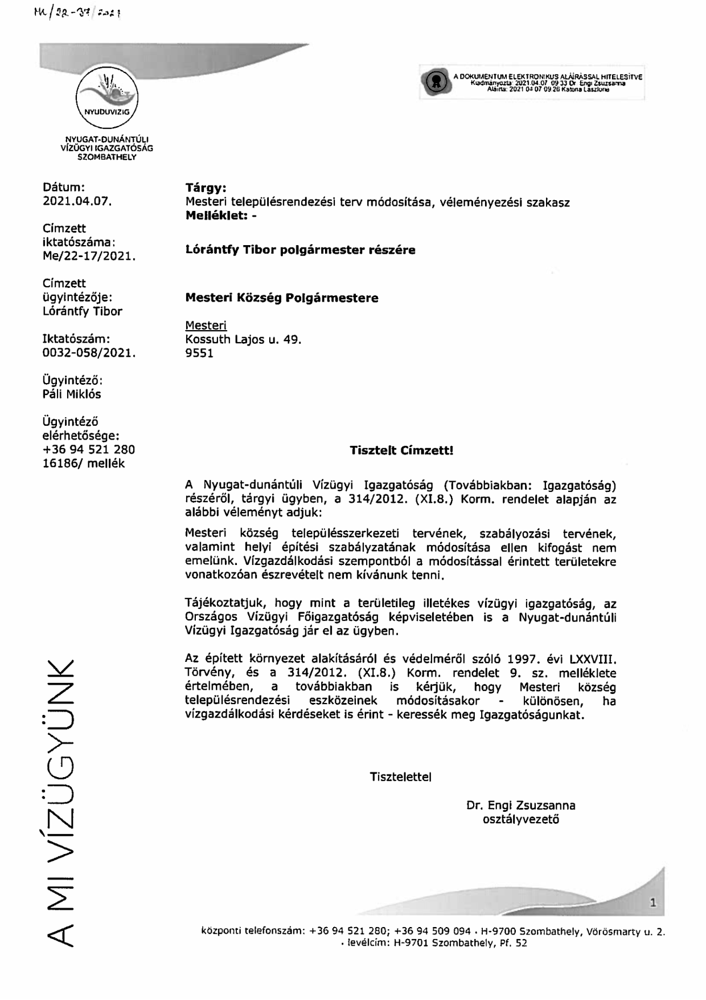 A DOKUMENTUM ELEKTRONIKUS ALÁÍRÁSSAL HITELESÍTVE
Kiadmányozta: 2021.04.07 09:33 Dr Engi Zsuzsanna
Aláírta: 2021 04 07 09:26 Katona Lászlóné
NYUDUVIZIG
NYUGAT-DUNÁNTÚLI
VÍZÜGYI IGAZGATÓSÁG
SZOMBATHELY
Dátum:
2021.04.07.
Címzett
iktatószáma:
Me/22-17/2021.
Címzett
ügyintézője:
Lórántfy Tibor
Iktatószám:
0032-058/2021.
Ügyintéző:
Páli Miklós
Ügyintéző
elérhetősége:
+36 94 521 280
16186/ mellék
Tárgy:
Mesteri településrendezési terv módosítása, véleményezési szakasz
Melléklet: -
Lórántfy Tibor polgármester részére
Mesteri Község Polgármestere
Mesteri
Kossuth Lajos u. 49.
9551
Tisztelt Címzett!
A Nyugat-dunántúli Vízügyi Igazgatóság (Továbbiakban: Igazgatóság)
részéről, tárgyi ügyben, a 314/2012. (XI.8.) Korm. rendelet alapján az
alábbi véleményt adjuk:
Mesteri község településszerkezeti tervének, szabályozási tervének,
valamint helyi építési szabályzatának módosítása ellen kifogást nem
emelünk. Vízgazdálkodási szempontból a módosítással érintett területekre
vonatkozóan észrevételt nem kívánunk tenni.
Tájékoztatjuk, hogy mint a területileg illetékes vízügyi igazgatóság, az
Országos Vízügyi Főigazgatóság képviseletében is a Nyugat-dunántúli
Vízügyi Igazgatóság jár el az ügyben.
Az épített környezet alakításáról és védelméről szóló 1997. évi LXXVIII.
Törvény, és a 314/2012. (XI.8.) Korm. rendelet 9. sz. melléklete
értelmében, a továbbiakban is kérjük, hogy Mesteri község
településrendezési eszközeinek módosításakor - különösen, ha
vízgazdálkodási kérdéseket is érint - keressék meg Igazgatóságunkat.
Tisztelettel
Dr. Engi Zsuzsanna
osztályvezető
A MI VÍZÜGYÜNK
1
központi telefonszám: +36 94 521 280; +36 94 509 094 • H-9700 Szombathely, Vörösmarty u. 2.
• levélcím: H-9701 Szombathely, Pf. 52